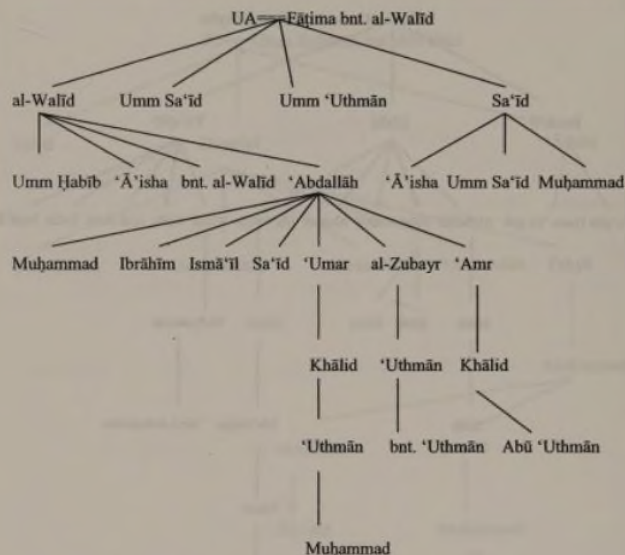 UA══Fāṭima bnt. al-Walīd
al-Walīd Umm Sa‘īd Umm ‘Uthmān Sa‘īd
Umm Ḥabīb ‘Ā’isha bnt. al-Walīd ‘Abdallāh ‘Ā’isha Umm Sa‘īd Muḥammad
Muḥammad Ibrāhīm Ismā‘īl Sa‘īd ‘Umar al-Zubayr ‘Amr
Khālid ‘Uthmān Khālid
‘Uthmān bnt. ‘Uthmān Abū ‘Uthmān
Muḥammad